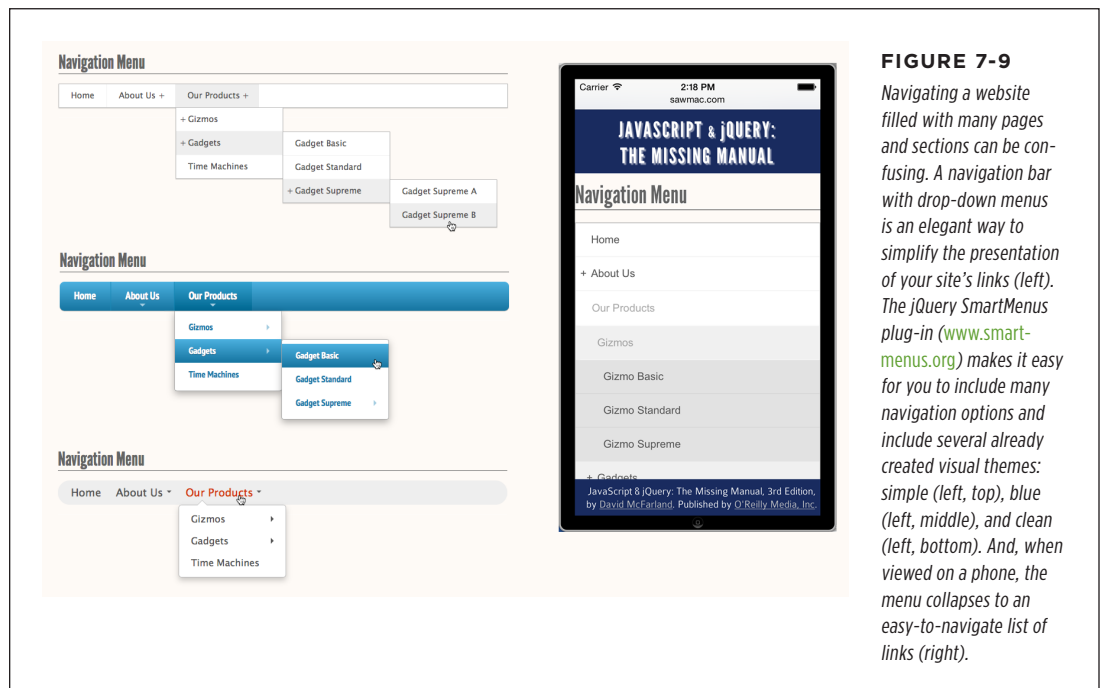 Navigation Menu
Home About Us + Our Products +
+ Gizmos
+ Gadgets
Time Machines
Gadget Basic
Gadget Standard
+ Gadget Supreme
Gadget Supreme A
Gadget Supreme B
Navigation Menu
Home About Us Our Products
Gizmos
Gadgets
Time Machines
Gadget Basic
Gadget Standard
Gadget Supreme
Navigation Menu
Home About Us Our Products
Gizmos
Gadgets
Time Machines
Carrier 2:18 PM
sawmac.com
JAVASCRIPT & JQUERY:
THE MISSING MANUAL
Navigation Menu
Home
+ About Us
Our Products
Gizmos
Gizmo Basic
Gizmo Standard
Gizmo Supreme
+ Gadgets
JavaScript & jQuery: The Missing Manual, 3rd Edition,
by David McFarland. Published by O'Reilly Media, Inc.
FIGURE 7-9
Navigating a website
filled with many pages
and sections can be con-
fusing. A navigation bar
with drop-down menus
is an elegant way to
simplify the presentation
of your site's links (left).
The jQuery SmartMenus
plug-in (www.smart-
menus.org) makes it easy
for you to include many
navigation options and
include several already
created visual themes:
simple (left, top), blue
(left, middle), and clean
(left, bottom). And, when
viewed on a phone, the
menu collapses to an
easy-to-navigate list of
links (right).